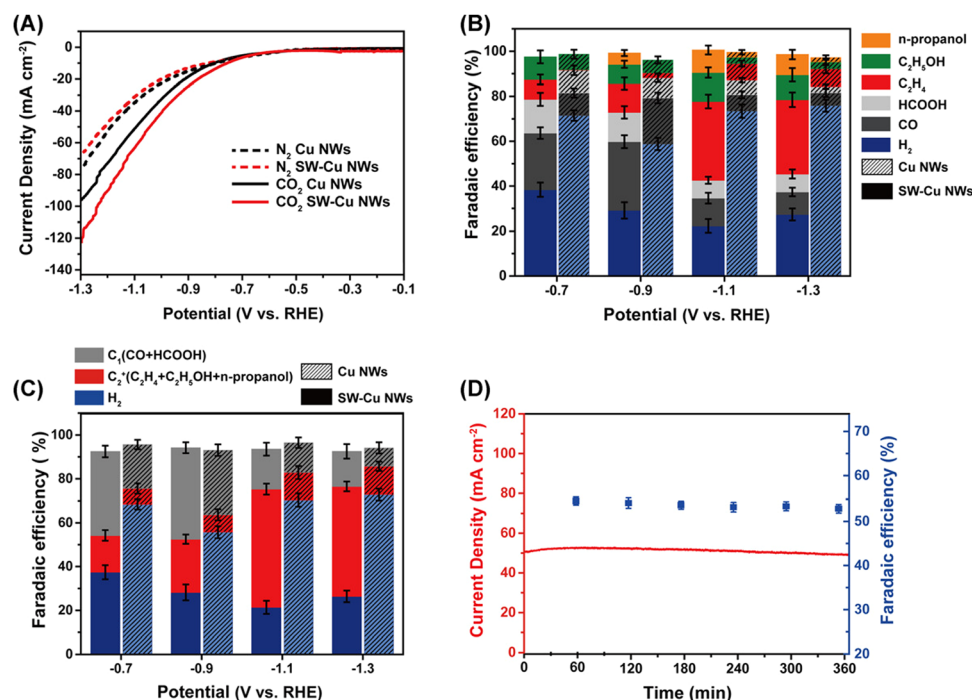 (A)
0
-20
-40
-60
-80
-100
-120
-140
Current Density (mA cm⁻²)
N₂ Cu NWs
N₂ SW-Cu NWs
CO₂ Cu NWs
CO₂ SW-Cu NWs
-1.3 -1.1 -0.9 -0.7 -0.5 -0.3 -0.1
Potential (V vs. RHE)
(B)
100
80
60
40
20
0
Faradaic efficiency (%)
-0.7 -0.9 -1.1 -1.3
Potential (V vs. RHE)
n-propanol
C₂H₅OH
C₂H₄
HCOOH
CO
H₂
Cu NWs
SW-Cu NWs
(C)
C₁(CO+HCOOH)
C₂⁺(C₂H₄+C₂H₅OH+n-propanol)
H₂
Cu NWs
SW-Cu NWs
100
80
60
40
20
0
Faradaic efficiency ( %)
-0.7 -0.9 -1.1 -1.3
Potential (V vs. RHE)
(D)
120
100
80
60
40
20
0
Current Density (mA cm⁻²)
70
60
50
40
30
20
Faradaic efficiency (%)
0 60 120 180 240 300 360
Time (min)